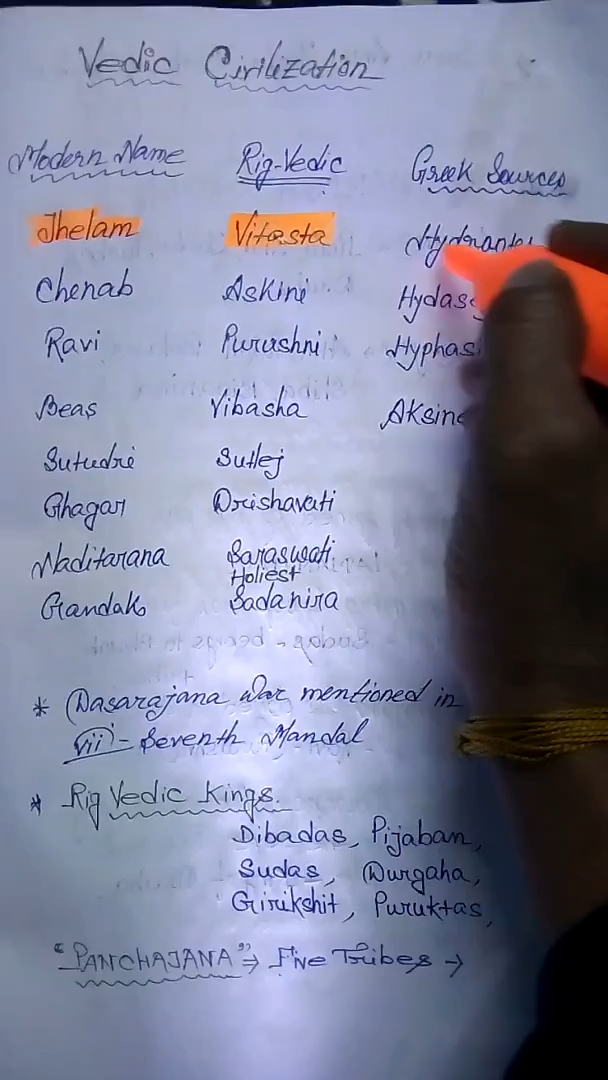 Vedic Civilization
Modern Name Rig-Vedic Greek Sources
Jhelam Vitasta
Chenab Askini
Ravi Purushni
Beas Vibasha
Sutudri Sutlej
Ghagar Drishavati
Naditarana Saraswati
Holiest
Gandak Sadanira
* Dasarajana War mentioned in
vii - Seventh Mandal
* Rig Vedic Kings.
Dibadas, Pijaban,
Sudas, Durgaha,
Girikshit, Puruktas,
"PANCHAJANA" → Five Tribes →